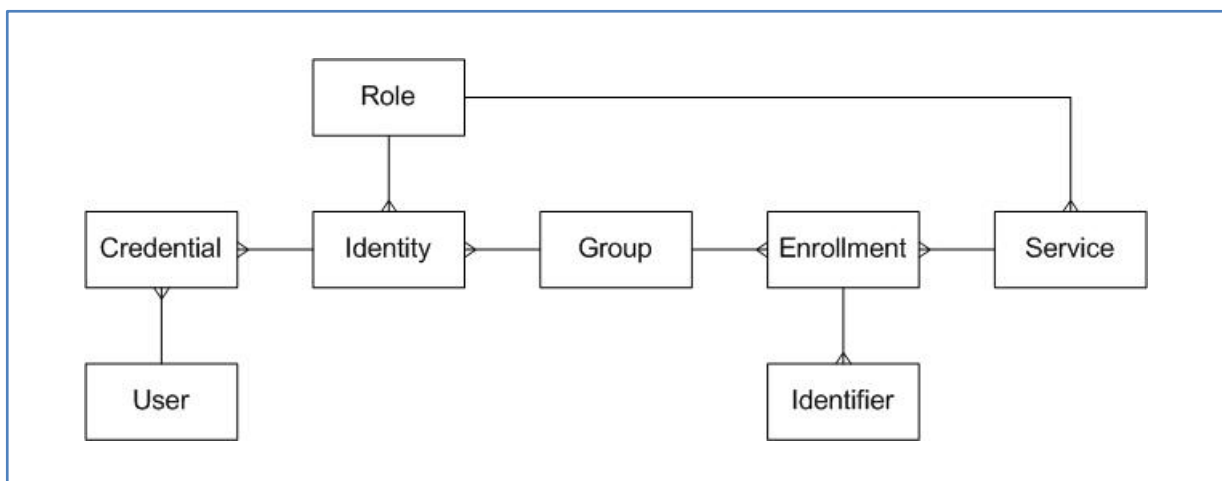 Role
Credential
Identity
Group
Enrollment
Service
User
Identifier